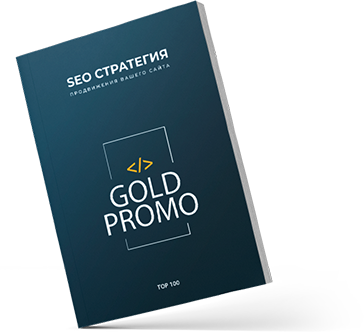 SEO СТРАТЕГИЯ
ПРОДВИЖЕНИЯ ВАШЕГО САЙТА
</>
GOLD
PROMO
TOP 100